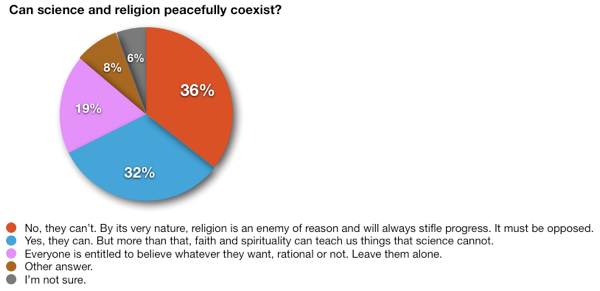 Can science and religion peacefully coexist?
6%
8%
36%
19%
32%
No, they can't. By its very nature, religion is an enemy of reason and will always stifle progress. It must be opposed.
Yes, they can. But more than that, faith and spirituality can teach us things that science cannot.
Everyone is entitled to believe whatever they want, rational or not. Leave them alone.
Other answer.
I'm not sure.